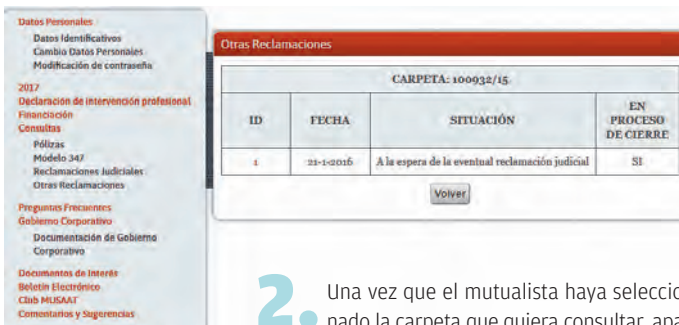 Datos Personales
Datos Identificativos
Cambio Datos Personales
Modificación de contraseña
2017
Declaración de intervención profesional
Financiación
Consultas
Pólizas
Modelo 347
Reclamaciones Judiciales
Otras Reclamaciones
Preguntas Frecuentes
Gobierno Corporativo
Documentación de Gobierno
Corporativo
Documentos de Interés
Boletín Electrónico
Club MUSAAT
Comentarios y Sugerencias
Otras Reclamaciones
CARPETA: 100932/15
ID FECHA SITUACIÓN EN PROCESO DE CIERRE
1 21-1-2016 A la espera de la eventual reclamación judicial SI
Volver
2. Una vez que el mutualista haya seleccio
nado la carpeta que quiera consultar, apa